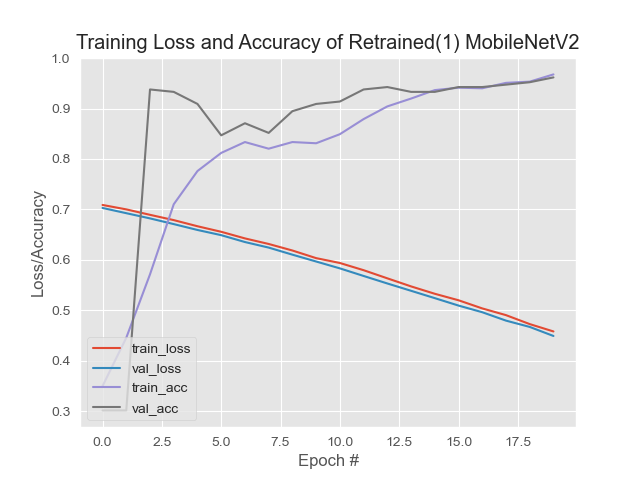 Training Loss and Accuracy of Retrained(1) MobileNetV2
Loss/Accuracy
1.0
0.9
0.8
0.7
0.6
0.5
0.4
0.3
train_loss
val_loss
train_acc
val_acc
0.0 2.5 5.0 7.5 10.0 12.5 15.0 17.5
Epoch #